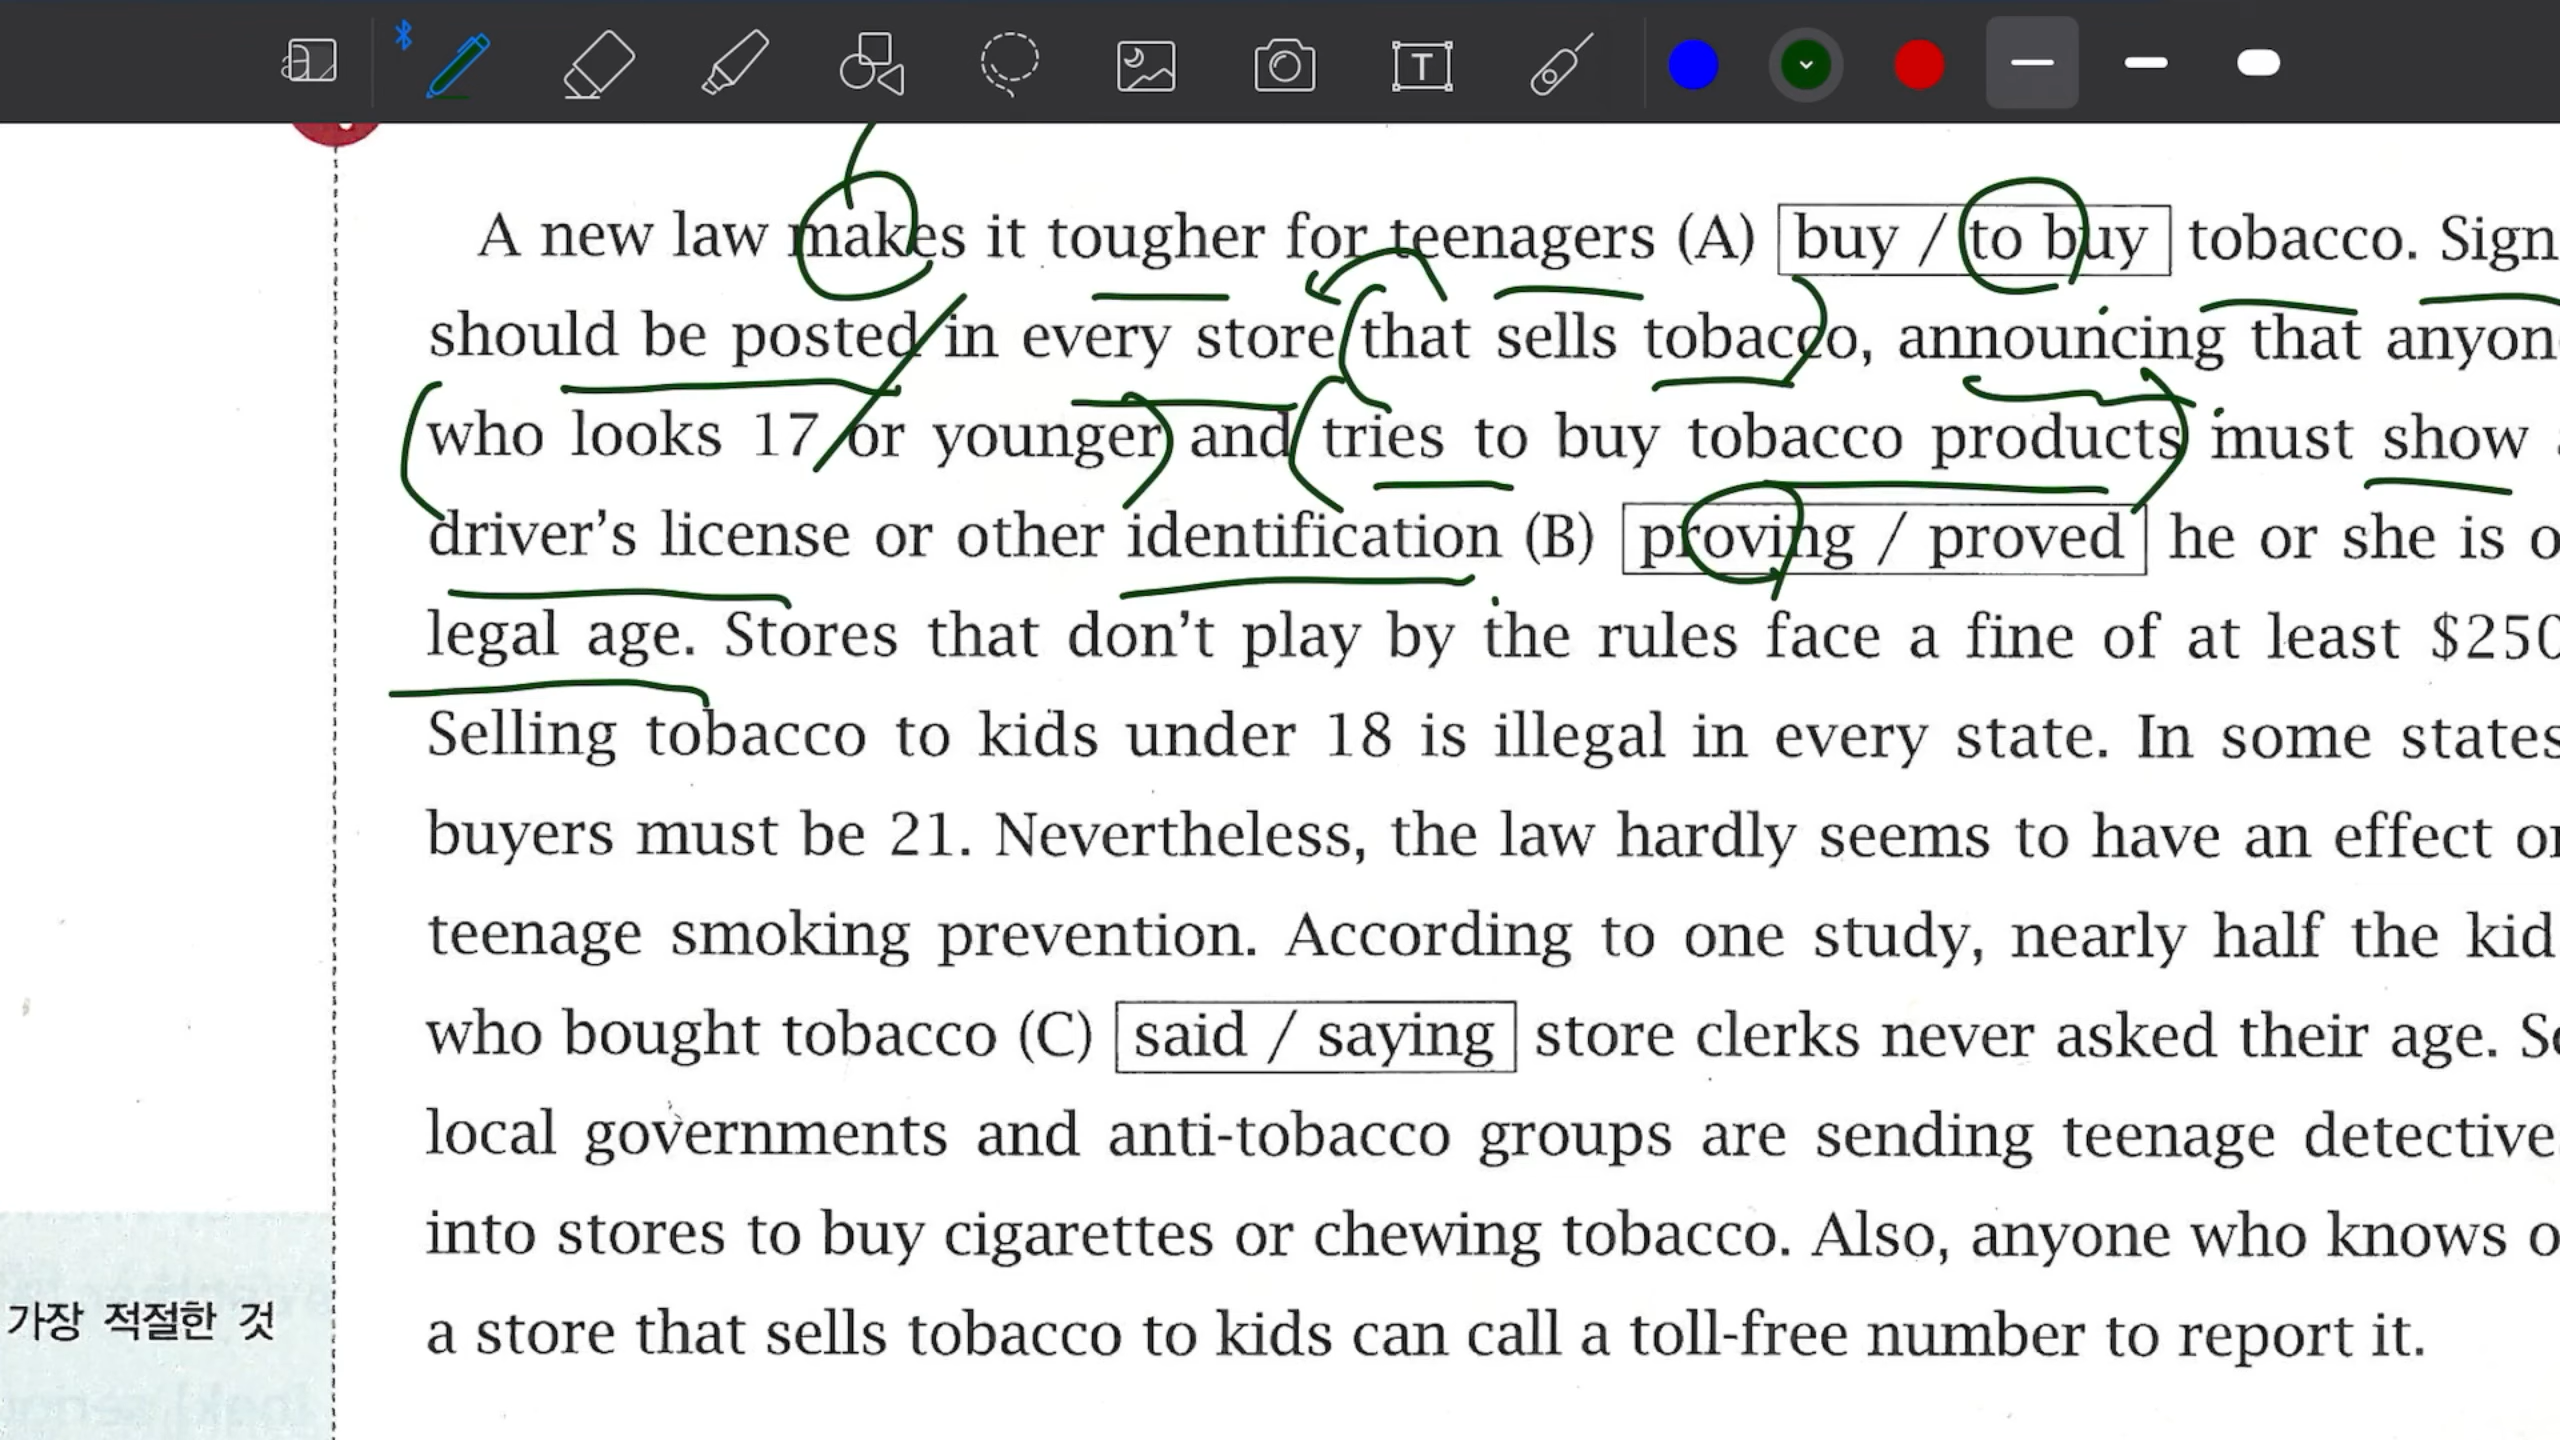 A new law makes it tougher for teenagers (A) buy / to buy tobacco. Sign
should be posted in every store that sells tobacco, announcing that anyon
who looks 17 or younger and tries to buy tobacco products must show
driver's license or other identification (B) proving / proved he or she is o
legal age. Stores that don't play by the rules face a fine of at least $250
Selling tobacco to kids under 18 is illegal in every state. In some states
buyers must be 21. Nevertheless, the law hardly seems to have an effect on
teenage smoking prevention. According to one study, nearly half the kid
who bought tobacco (C) said / saying store clerks never asked their age. So
local governments and anti-tobacco groups are sending teenage detective
into stores to buy cigarettes or chewing tobacco. Also, anyone who knows o
가장 적절한 것
a store that sells tobacco to kids can call a toll-free number to report it.